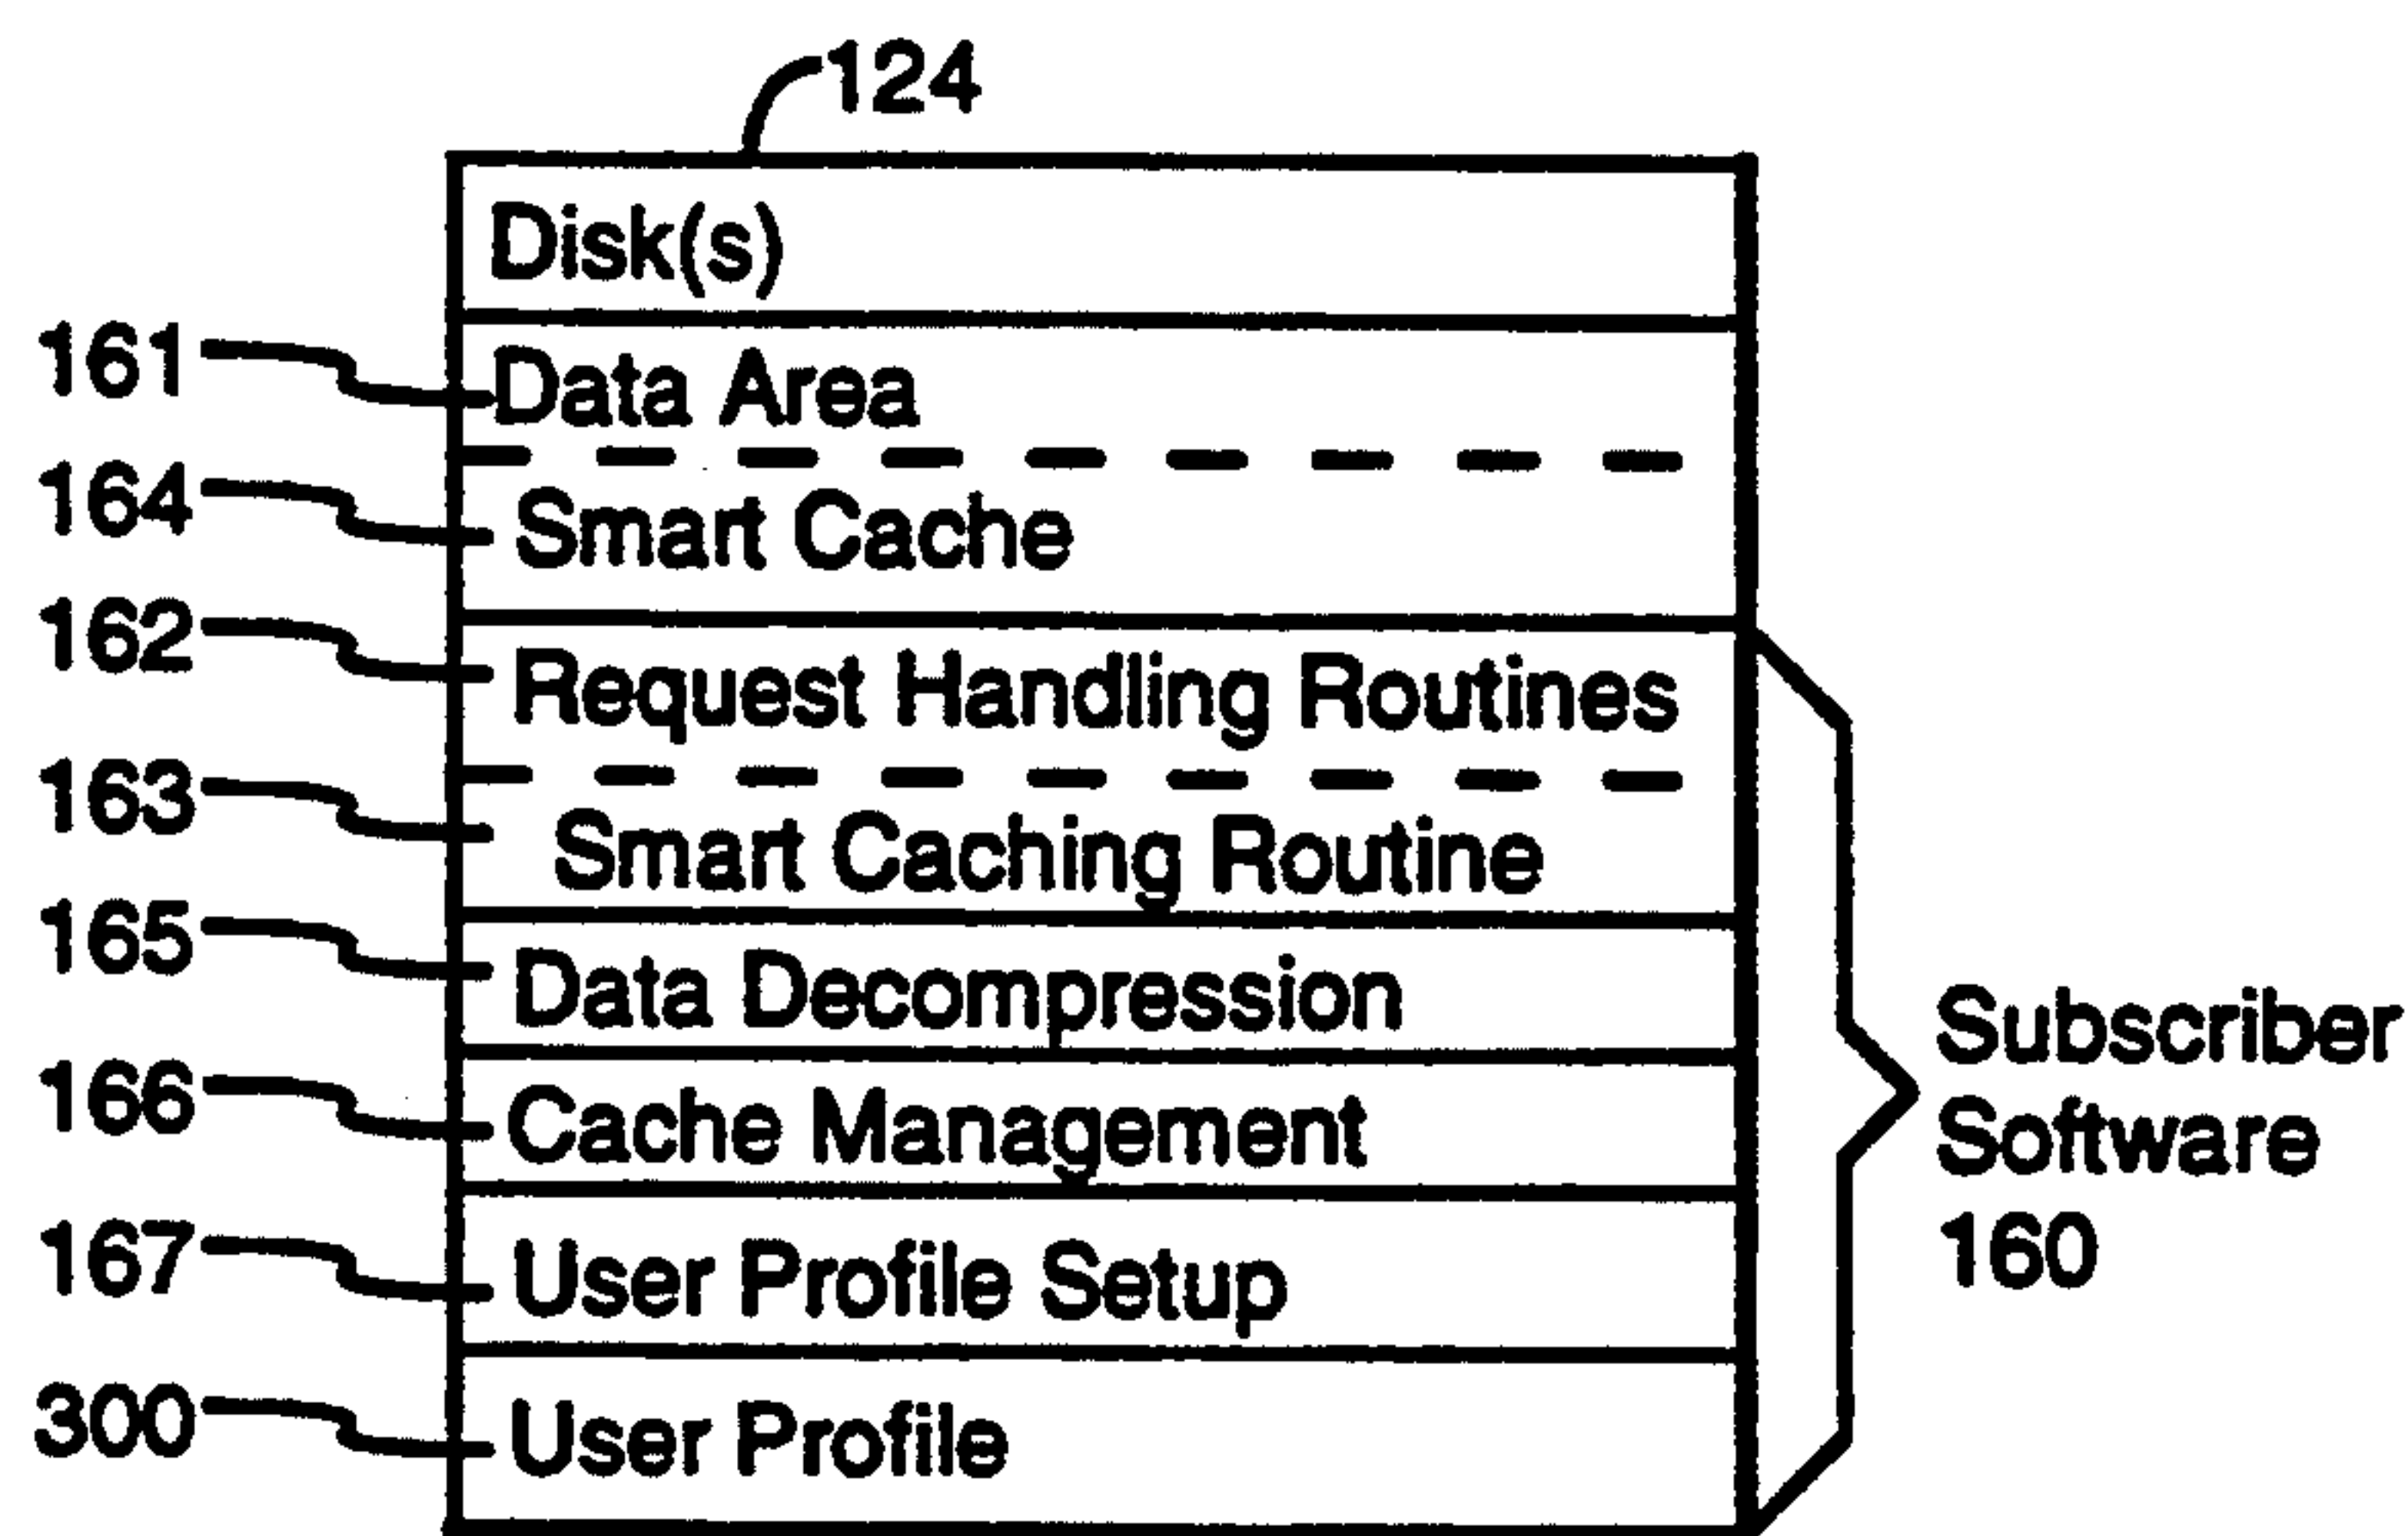 124
Disk(s)
161 Data Area
164 Smart Cache
162 Request Handling Routines
163 Smart Caching Routine
165 Data Decompression
166 Cache Management
167 User Profile Setup
300 User Profile
Subscriber
Software
160